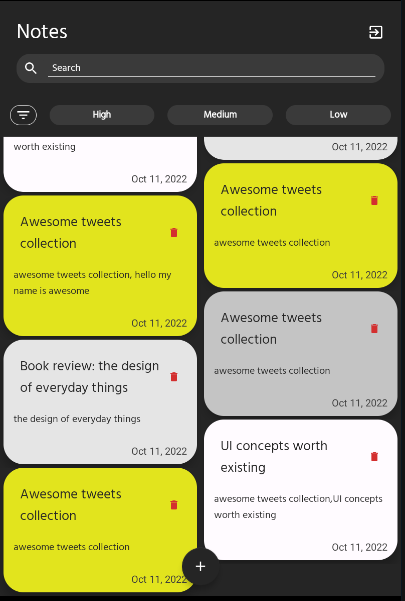 Notes
Search
High
Medium
Low
worth existing
Oct 11, 2022
Awesome tweets
collection
awesome tweets collection, hello my
name is awesome
Oct 11, 2022
Book review: the design
of everyday things
the design of everyday things
Oct 11, 2022
Awesome tweets
collection
awesome tweets collection
Oct 11, 2022
Oct 11, 2022
Awesome tweets
collection
awesome tweets collection
Oct 11, 2022
Awesome tweets
collection
awesome tweets collection
Oct 11, 2022
UI concepts worth
existing
awesome tweets collection,UI concepts
worth existing
Oct 11, 2022